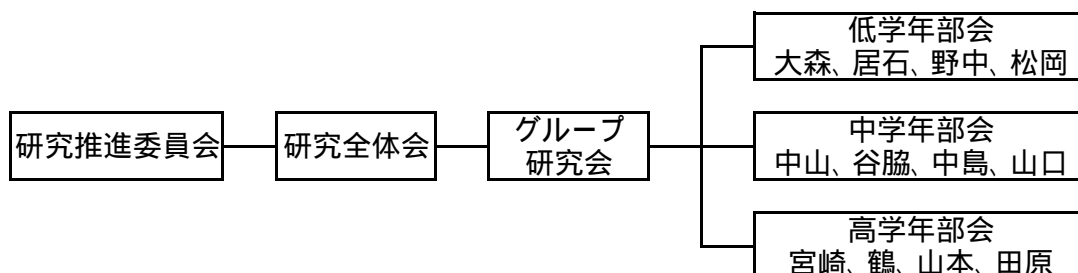 研究推進委員会
研究全体会
グループ
研究会
低学年部会
大森、居石、野中、松岡
中学年部会
中山、谷脇、中島、山口
高学年部会
宮崎、鶴、山本、田原